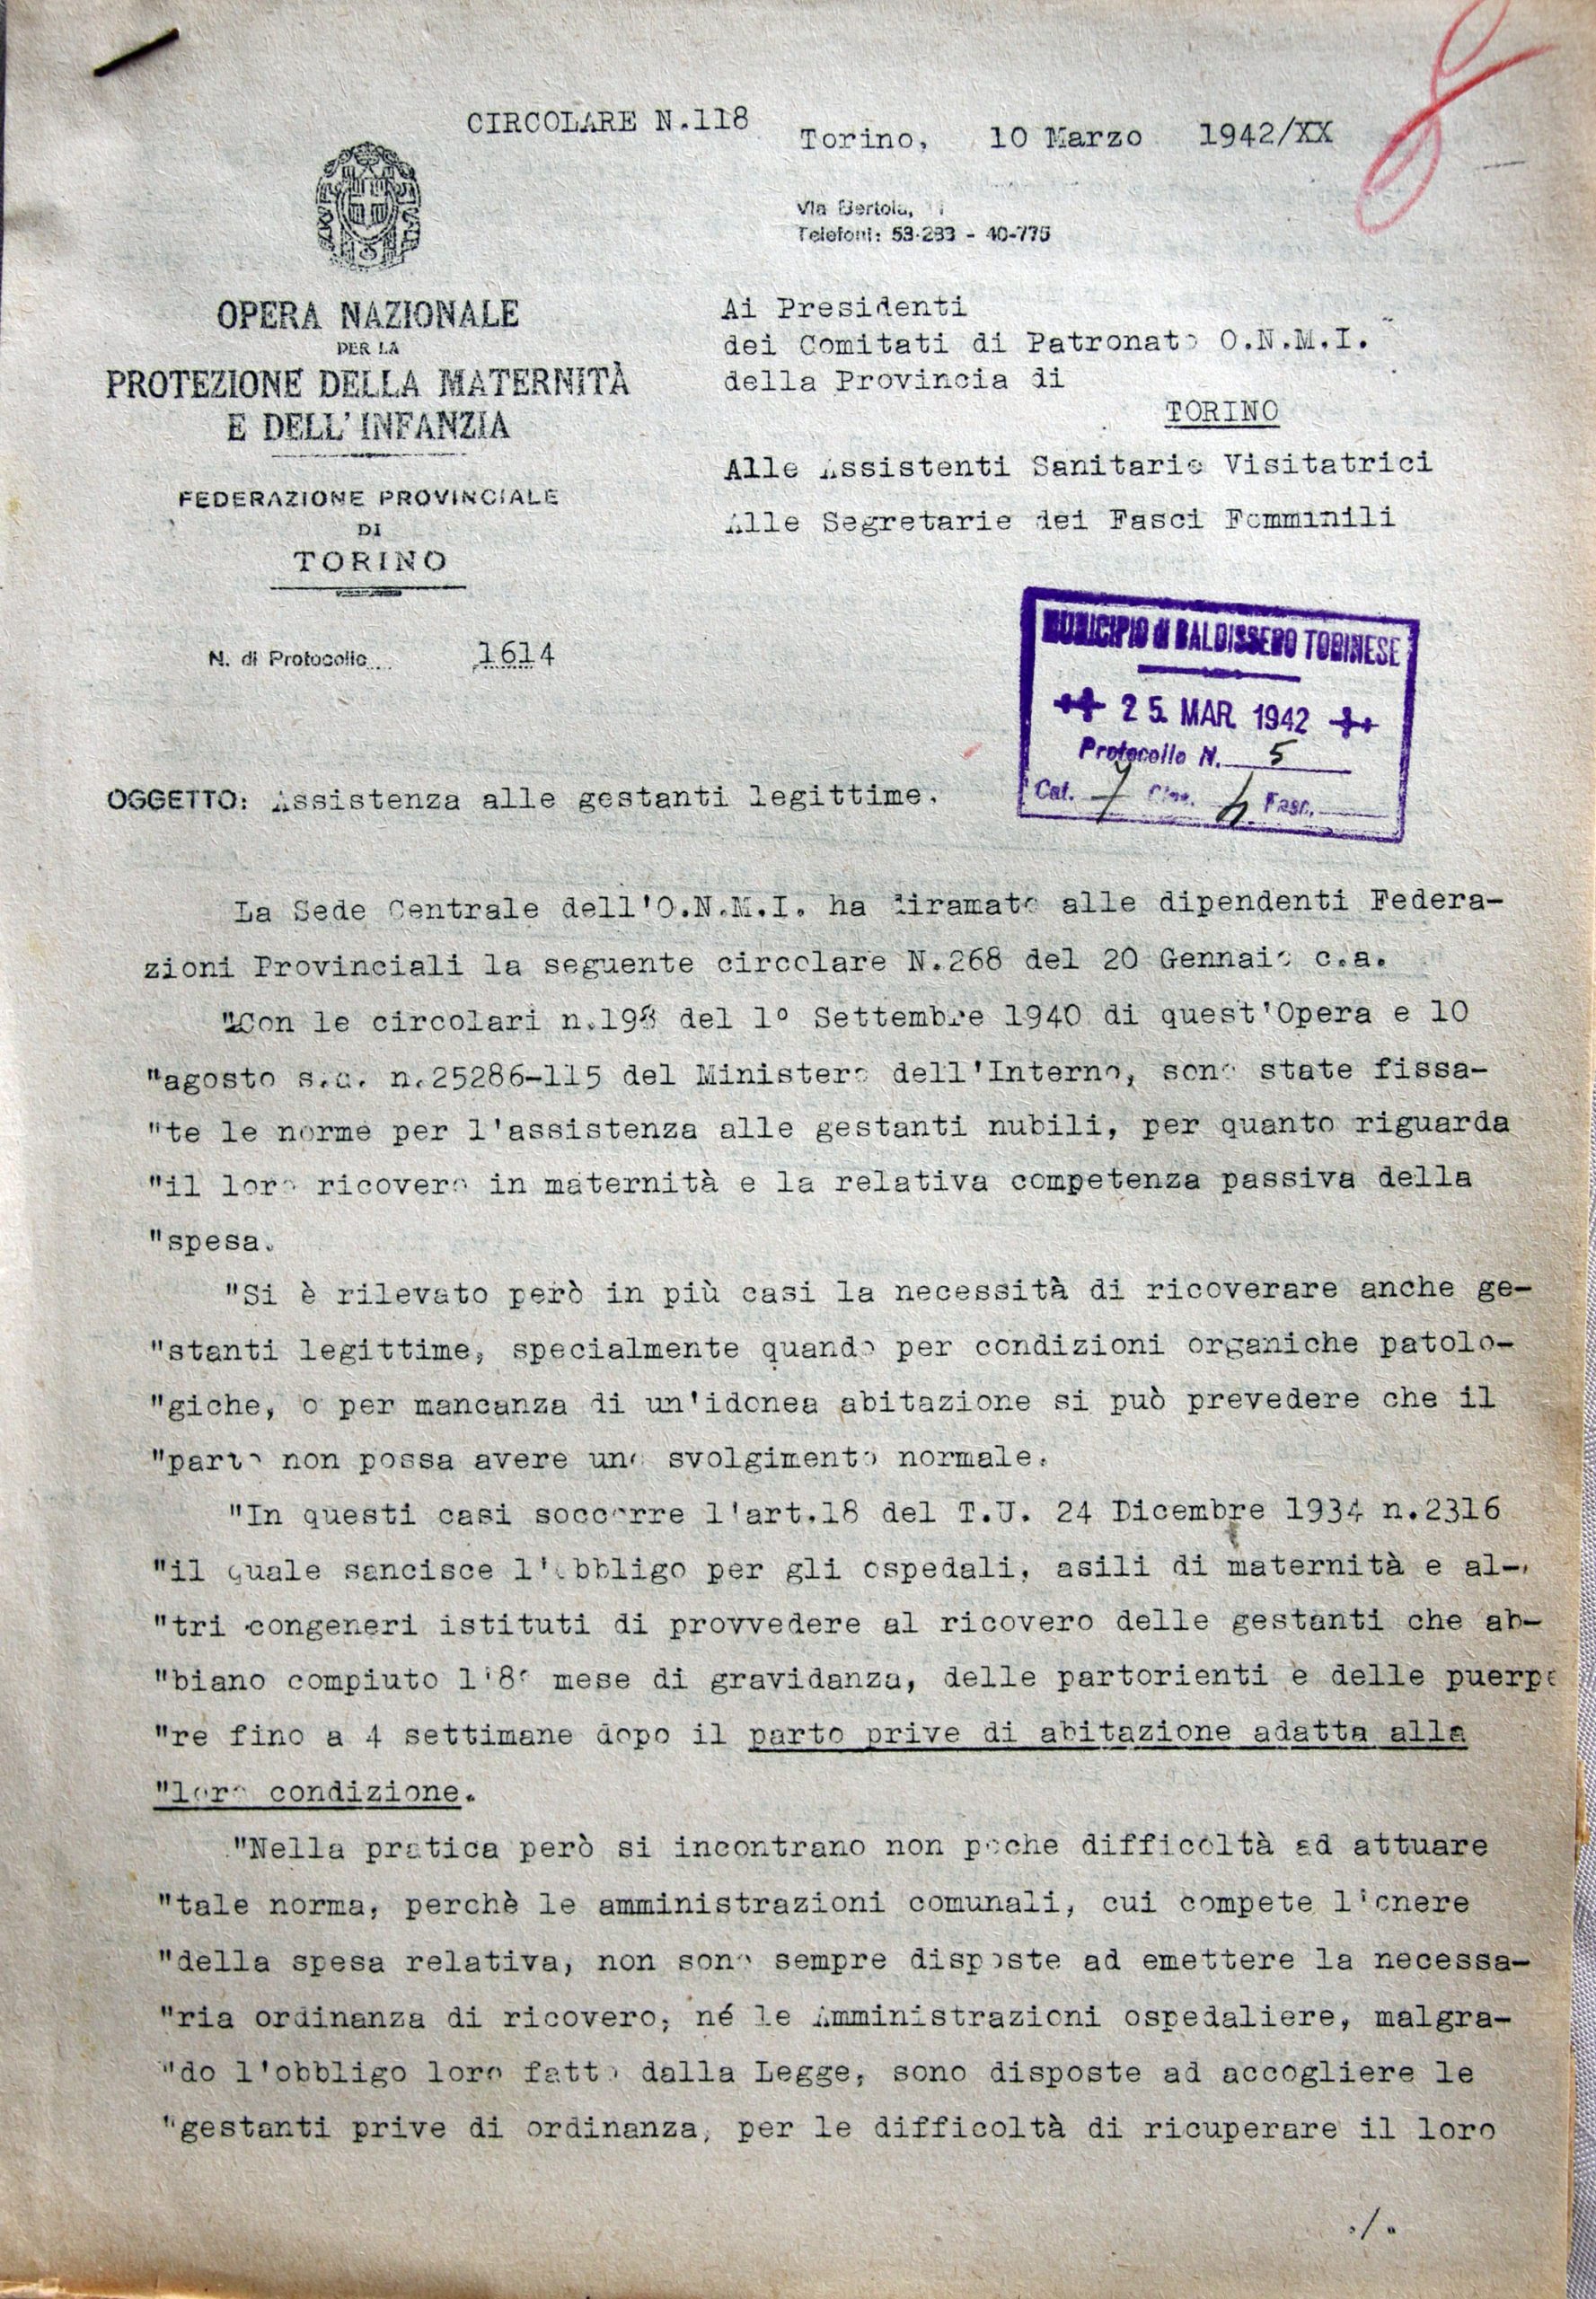 CIRCOLARE N.118
Torino, 10 Marzo 1942/XX
Via Bertola,
Telefoni: 53-233 - 40-775
OPERA NAZIONALE
PER LA
PROTEZIONE DELLA MATERNITÀ
E DELL'INFANZIA
FEDERAZIONE PROVINCIALE
DI
TORINO
N. di Protocollo 1614
Ai Presidenti
dei Comitati di Patronato O.N.M.I.
della Provincia di
TORINO
Alle Assistenti Sanitarie Visitatrici
Alle Segretarie dei Fasci Femminili
MUNICIPIO di BALDISSERO TORINESE
25. MAR. 1942
Protocollo N. 5
Cat. 7 Clas. Fasc.
OGGETTO: Assistenza alle gestanti legittime.
La Sede Centrale dell'O.N.M.I. ha diramato alle dipendenti Federa-
zioni Provinciali la seguente circolare N.268 del 20 Gennaio c.a.
"Con le circolari n.198 del 1° Settembre 1940 di quest'Opera e 10
"agosto s.a. n.25286-115 del Ministero dell'Interno, sono state fissa-
"te le norme per l'assistenza alle gestanti nubili, per quanto riguarda
"il loro ricovero in maternità e la relativa competenza passiva della
"spesa.
"Si è rilevato però in più casi la necessità di ricoverare anche ge-
"stanti legittime, specialmente quando per condizioni organiche patolo-
"giche, o per mancanza di un'idonea abitazione si può prevedere che il
"parto non possa avere uno svolgimento normale.
"In questi casi soccorre l'art.18 del T.U. 24 Dicembre 1934 n.2316
"il quale sancisce l'obbligo per gli ospedali, asili di maternità e al-
"tri congeneri istituti di provvedere al ricovero delle gestanti che ab-
"biano compiuto l'8° mese di gravidanza, delle partorienti e delle puerpe
"re fino a 4 settimane dopo il parto prive di abitazione adatta alla
"loro condizione.
"Nella pratica però si incontrano non poche difficoltà ad attuare
"tale norma, perchè le amministrazioni comunali, cui compete l'onere
"della spesa relativa, non sono sempre disposte ad emettere la necessa-
"ria ordinanza di ricovero, né le Amministrazioni ospedaliere, malgra-
"do l'obbligo loro fatto dalla Legge, sono disposte ad accogliere le
"gestanti prive di ordinanza, per le difficoltà di ricuperare il loro
./.